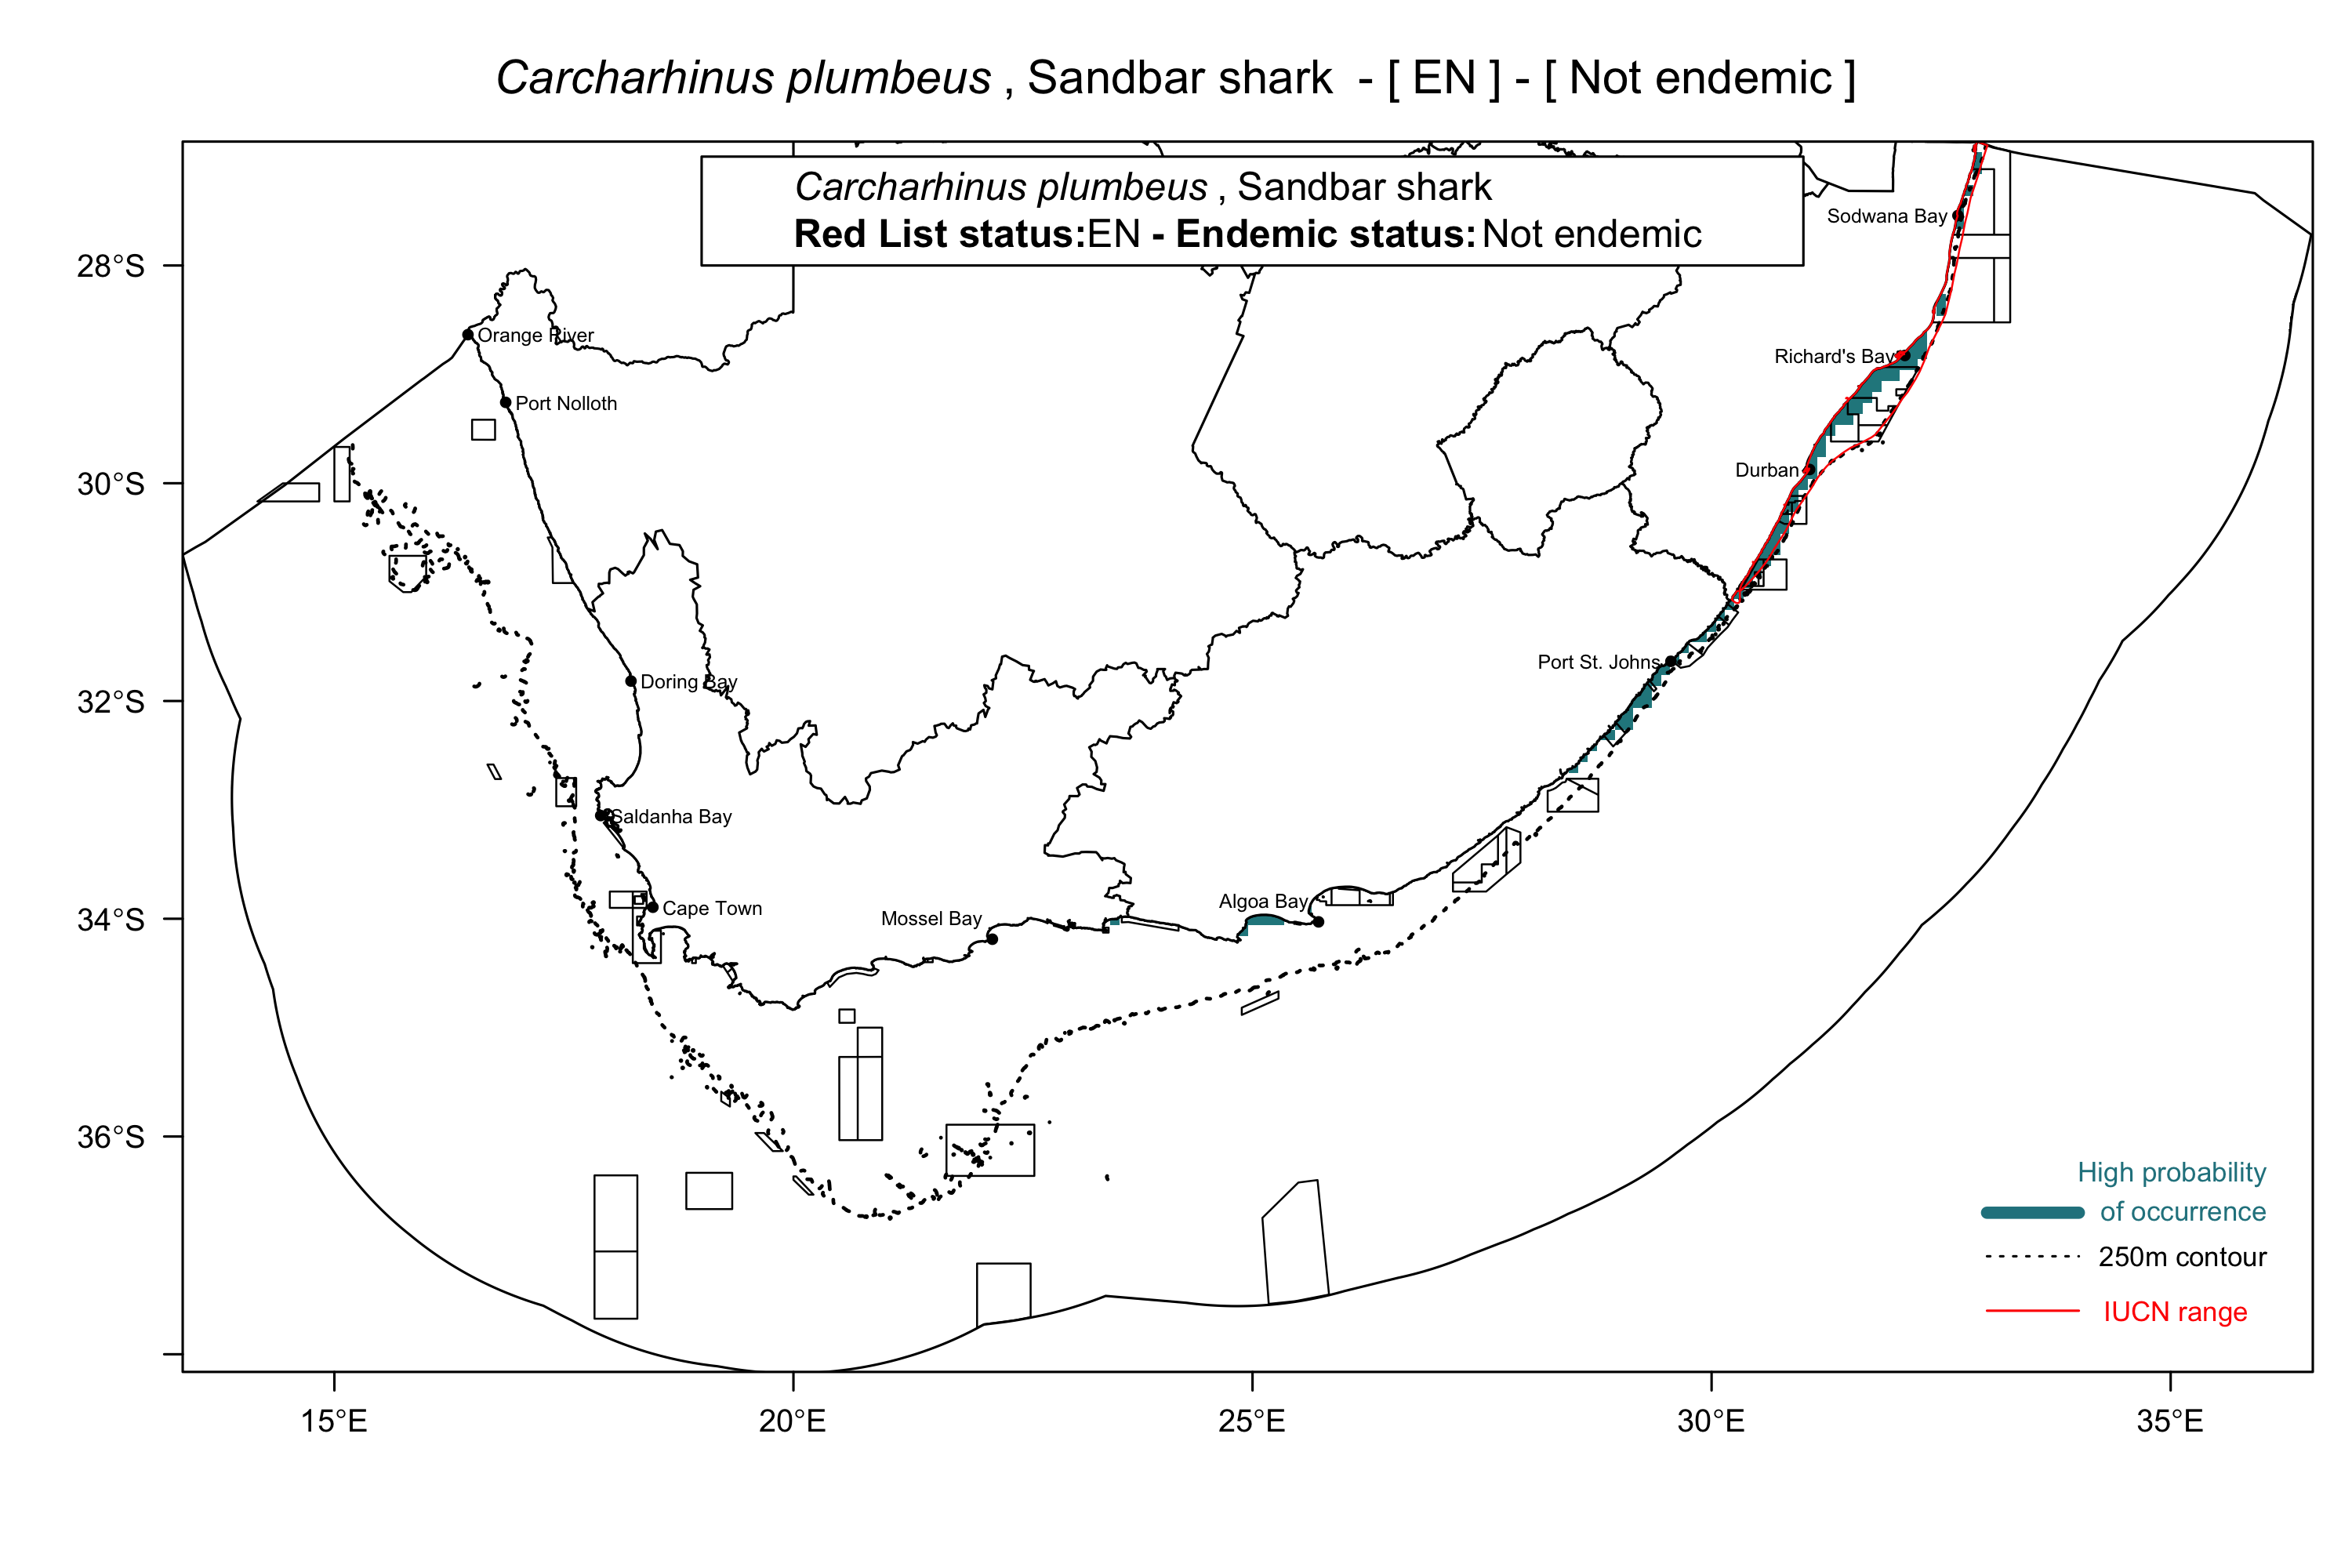 Carcharhinus plumbeus , Sandbar shark - [ EN ] - [ Not endemic ]
Carcharhinus plumbeus , Sandbar shark
Red List status:EN - Endemic status:Not endemic
Sodwana Bay
28°S
Orange River
Richard's Bay
Port Nolloth
Durban
30°S
Port St. Johns
Doring Bay
32°S
Saldanha Bay
Algoa Bay
Cape Town
Mossel Bay
34°S
36°S
High probability
of occurrence
250m contour
IUCN range
15°E
20°E
25°E
30°E
35°E